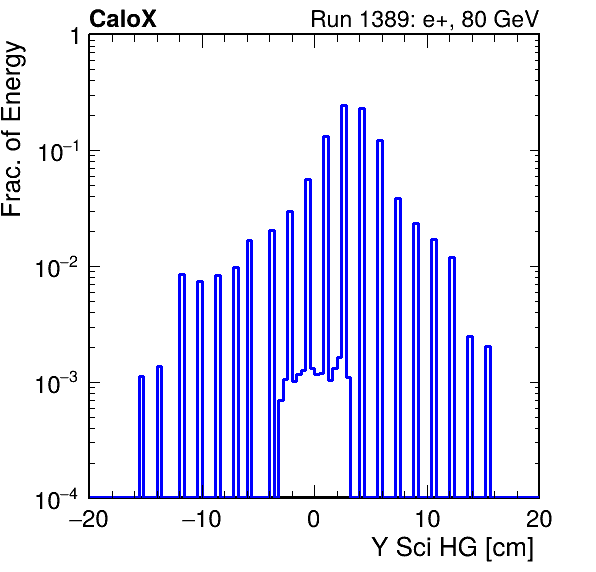 CaloX Run 1389: e+, 80 GeV
Frac. of Energy
1
10⁻¹
10⁻²
10⁻³
10⁻⁴
−20 −10 0 10 20
Y Sci HG [cm]